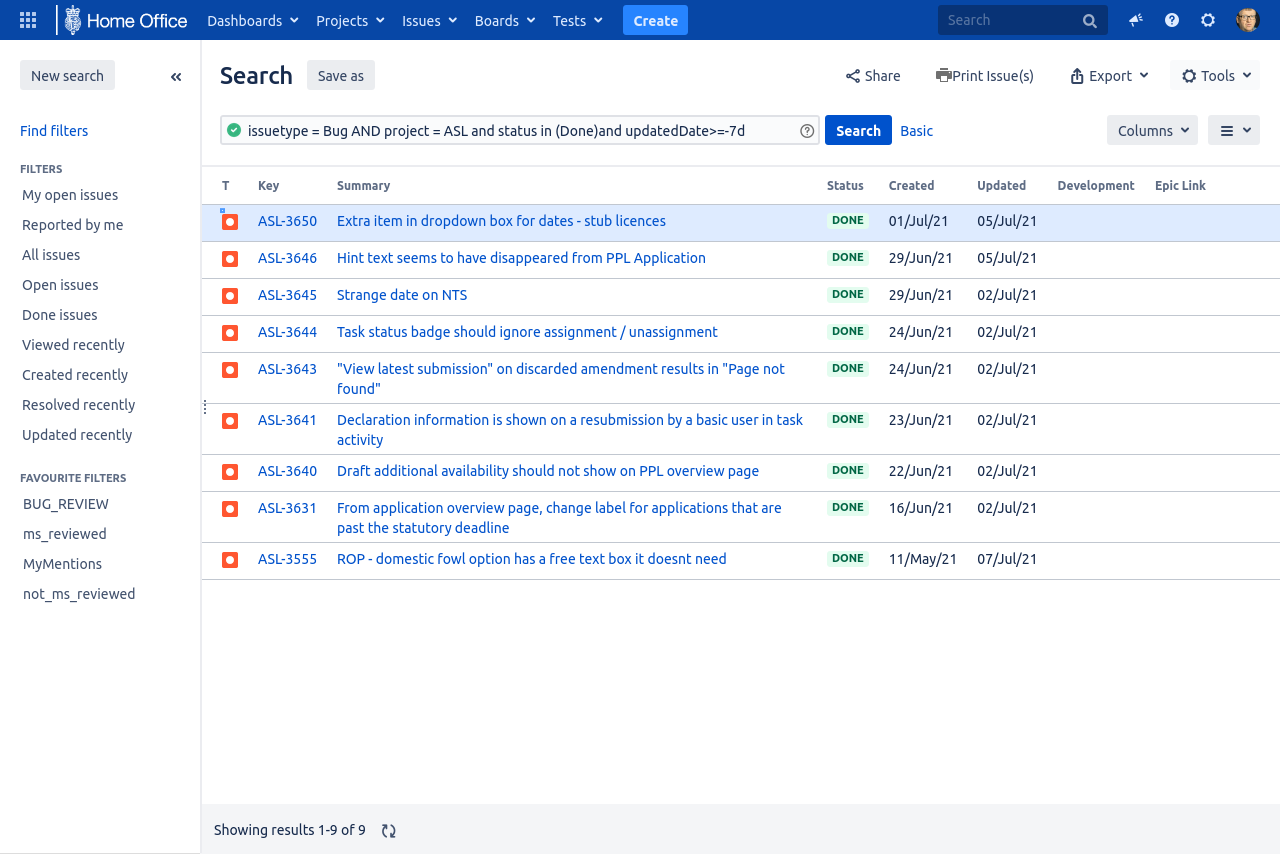 Home Office Dashboards Projects Issues Boards Tests Create Search
New search
Find filters
FILTERS
My open issues
Reported by me
All issues
Open issues
Done issues
Viewed recently
Created recently
Resolved recently
Updated recently
FAVOURITE FILTERS
BUG_REVIEW
ms_reviewed
MyMentions
not_ms_reviewed
Search Save as Share Print Issue(s) Export Tools
issuetype = Bug AND project = ASL and status in (Done)and updatedDate>=-7d Search Basic Columns
T Key Summary Status Created Updated Development Epic Link
ASL-3650 Extra item in dropdown box for dates - stub licences DONE 01/Jul/21 05/Jul/21
ASL-3646 Hint text seems to have disappeared from PPL Application DONE 29/Jun/21 05/Jul/21
ASL-3645 Strange date on NTS DONE 29/Jun/21 02/Jul/21
ASL-3644 Task status badge should ignore assignment / unassignment DONE 24/Jun/21 02/Jul/21
ASL-3643 "View latest submission" on discarded amendment results in "Page not DONE 24/Jun/21 02/Jul/21
found"
ASL-3641 Declaration information is shown on a resubmission by a basic user in task DONE 23/Jun/21 02/Jul/21
activity
ASL-3640 Draft additional availability should not show on PPL overview page DONE 22/Jun/21 02/Jul/21
ASL-3631 From application overview page, change label for applications that are DONE 16/Jun/21 02/Jul/21
past the statutory deadline
ASL-3555 ROP - domestic fowl option has a free text box it doesnt need DONE 11/May/21 07/Jul/21
Showing results 1-9 of 9